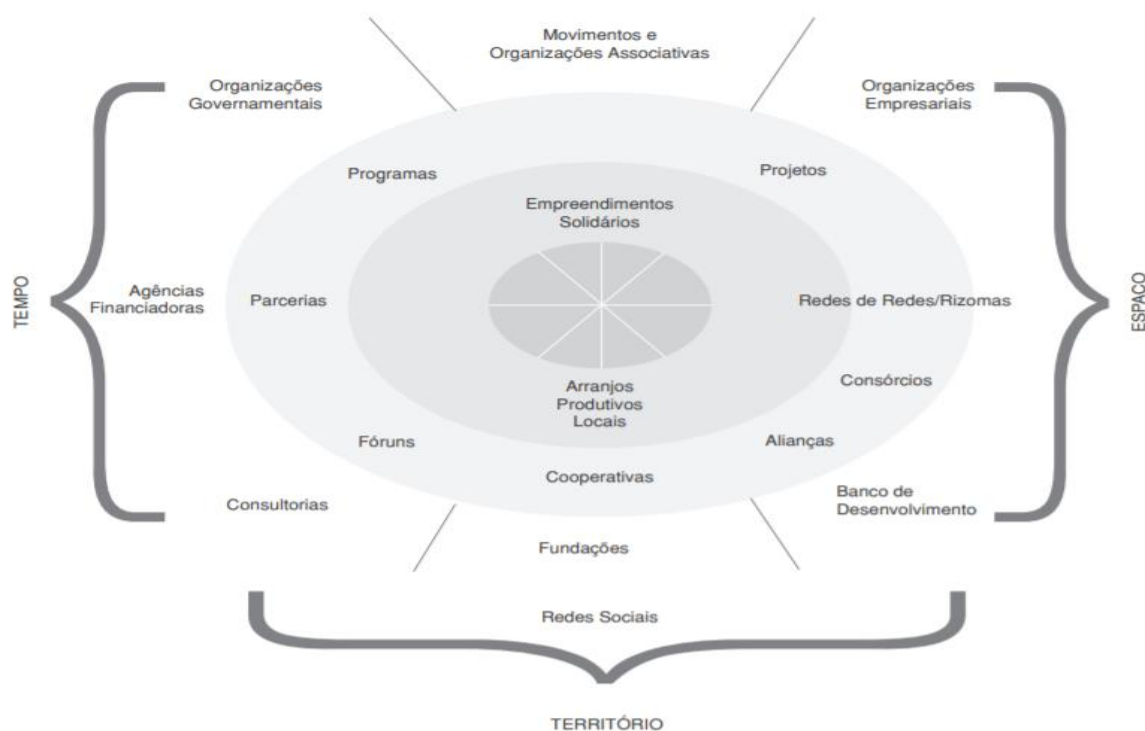 Movimentos e
Organizações Associativas
Organizações
Governamentais
Organizações
Empresariais
Programas
Projetos
Empreendimentos
Solidários
TEMPO
Agências
Financiadoras
Parcerias
Redes de Redes/Rizomas
ESPAÇO
Consórcios
Arranjos
Produtivos
Locais
Fóruns
Alianças
Cooperativas
Consultorias
Banco de
Desenvolvimento
Fundações
Redes Sociais
TERRITÓRIO